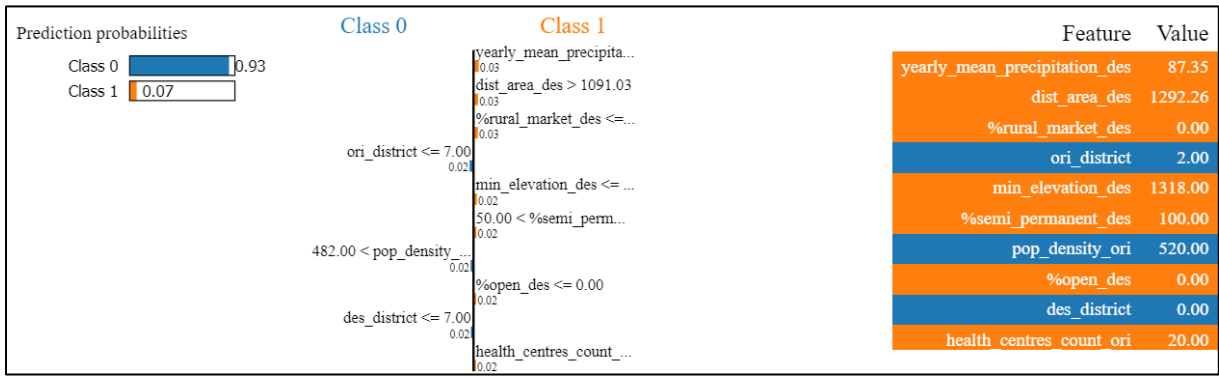 Prediction probabilities
Class 0 0.93
Class 1 0.07
Class 0 Class 1
yearly_mean_precipita...
0.03
dist_area_des > 1091.03
0.03
%rural_market_des <=...
0.03
ori_district <= 7.00
0.02
min_elevation_des <= ...
0.02
50.00 < %semi_perm...
0.02
482.00 < pop_density_...
0.02
%open_des <= 0.00
0.02
des_district <= 7.00
0.02
health_centres_count_...
0.02
Feature Value
yearly_mean_precipitation_des 87.35
dist_area_des 1292.26
%rural_market_des 0.00
ori_district 2.00
min_elevation_des 1318.00
%semi_permanent_des 100.00
pop_density_ori 520.00
%open_des 0.00
des_district 0.00
health_centres_count_ori 20.00